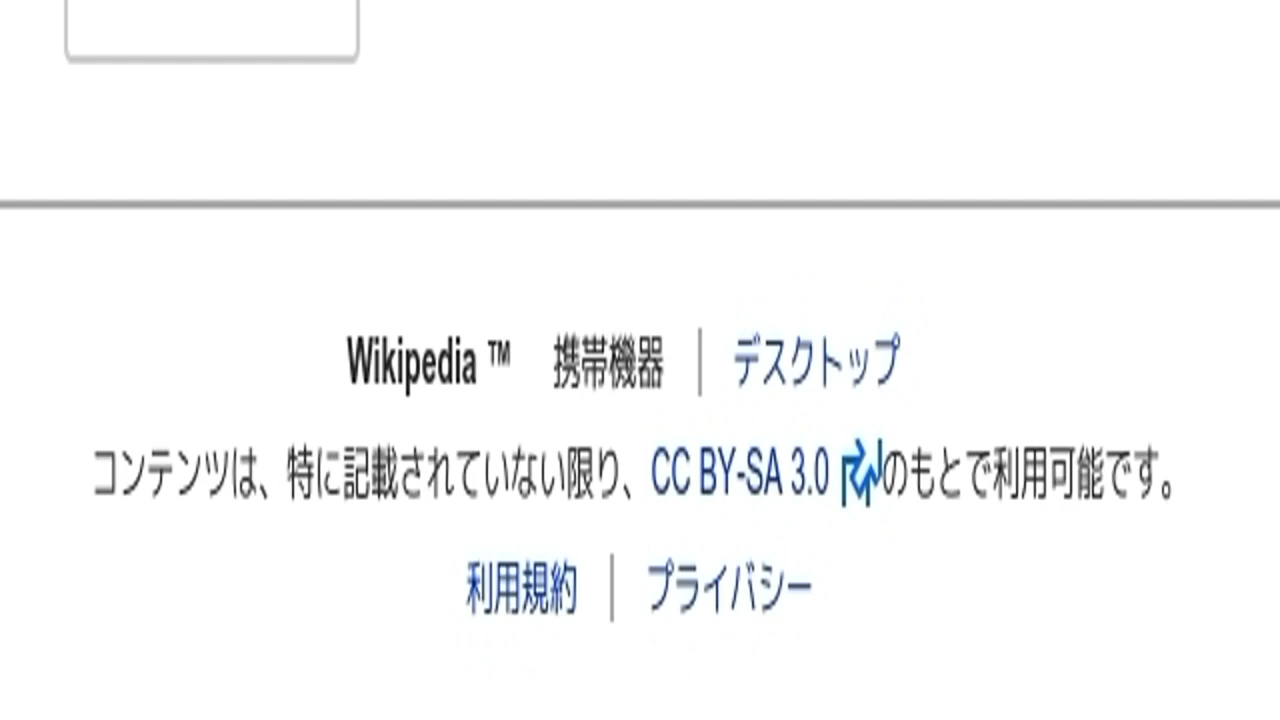 Wikipedia ™ 携帯機器 | デスクトップ
コンテンツは、特に記載されていない限り、CC BY-SA 3.0 のもとで利用可能です。
利用規約 | プライバシー